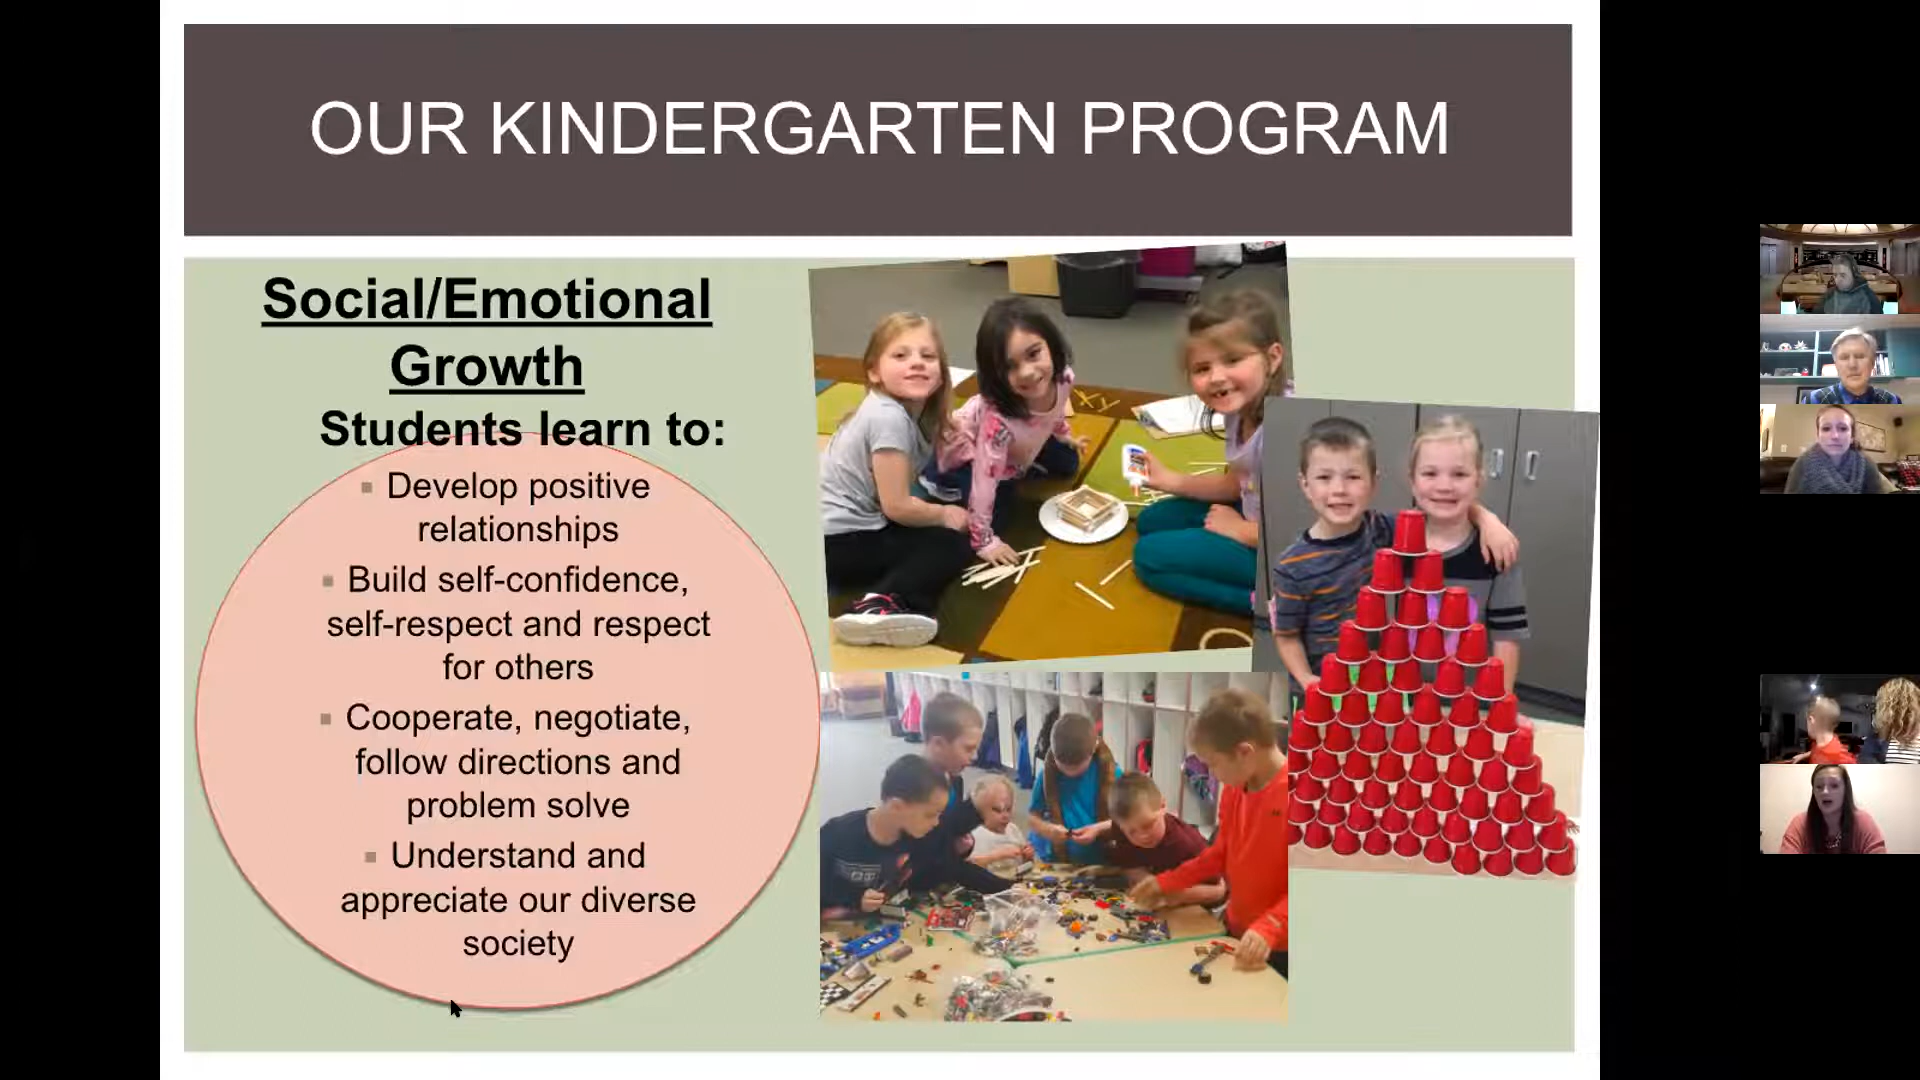 OUR KINDERGARTEN PROGRAM
Social/Emotional
Growth
Students learn to:
Develop positive
relationships
Build self-confidence,
self-respect and respect
for others
Cooperate, negotiate,
follow directions and
problem solve
Understand and
appreciate our diverse
society